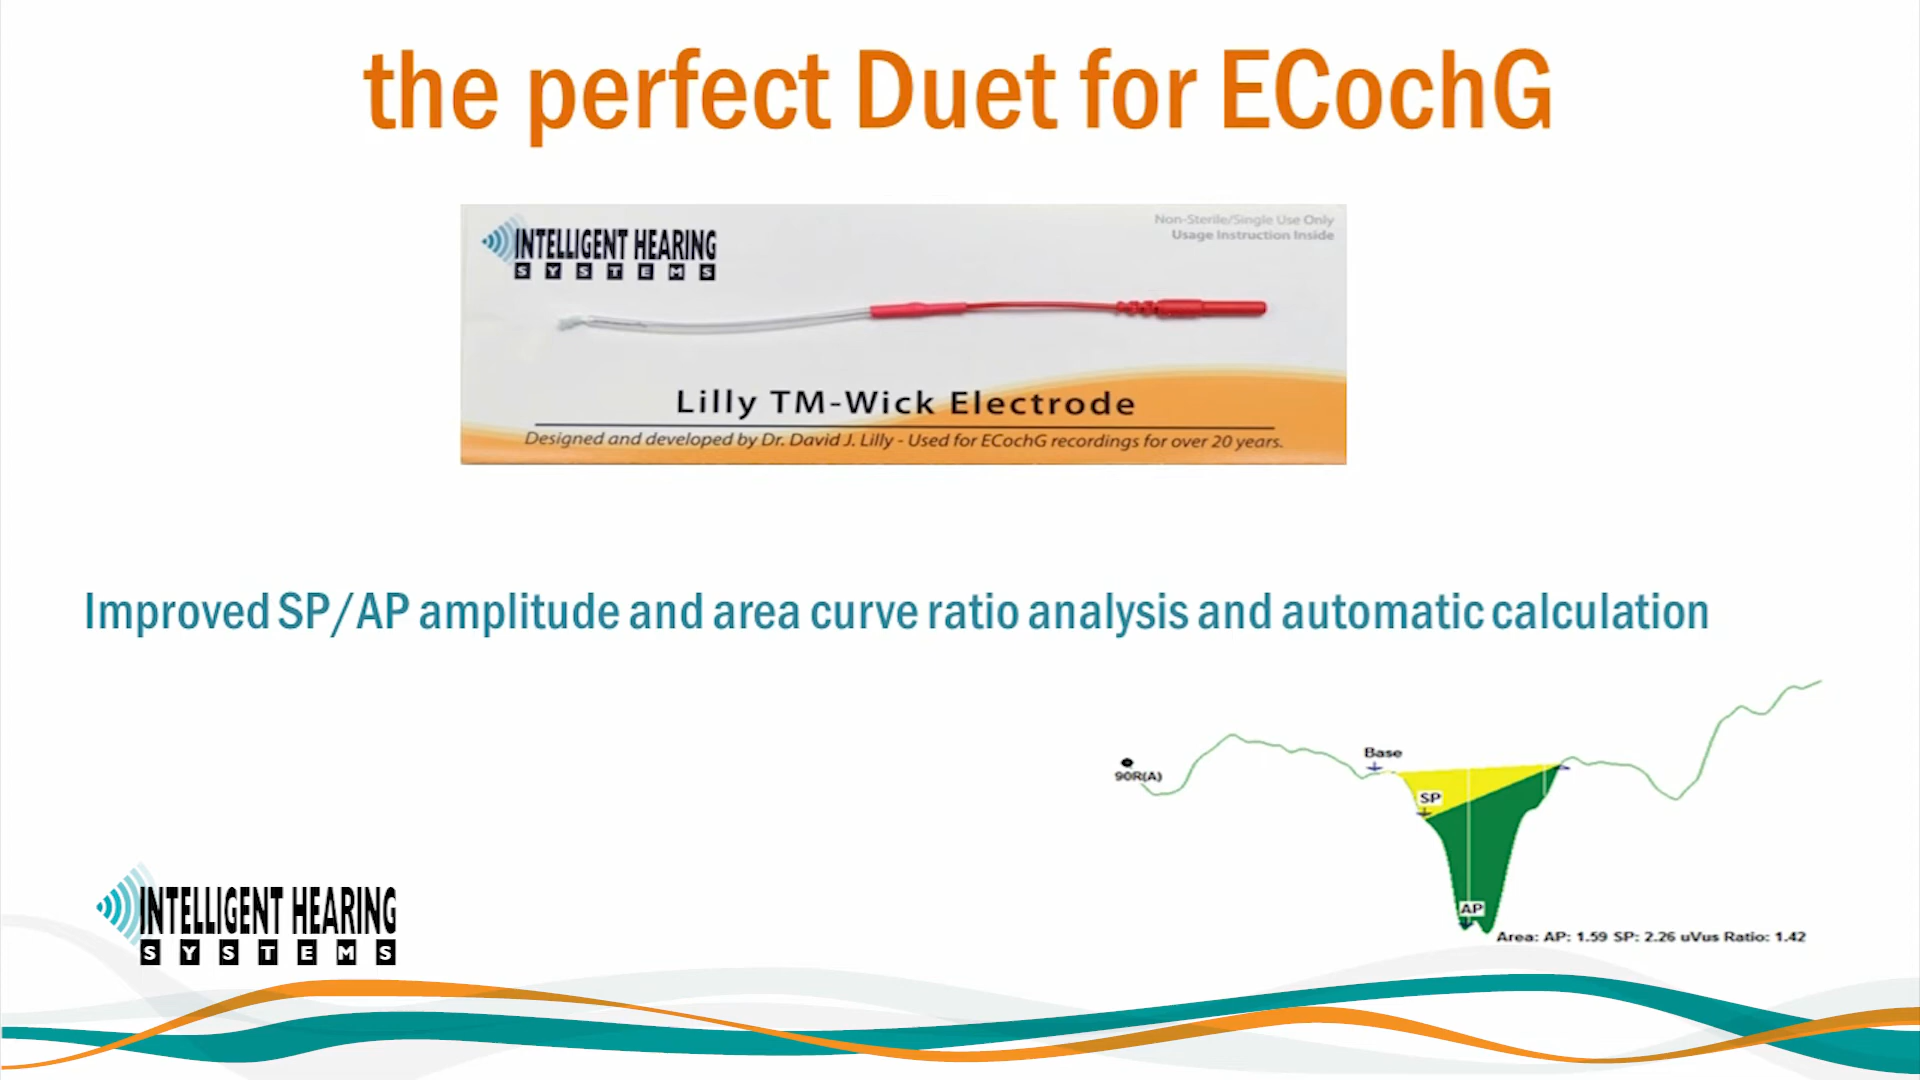 the perfect Duet for ECochG
INTELLIGENT HEARING
SYSTEMS
Non-Sterile/Single Use Only
Usage Instruction Inside
Lilly TM-Wick Electrode
Designed and developed by Dr. David J. Lilly - Used for ECochG recordings for over 20 years.
Improved SP/AP amplitude and area curve ratio analysis and automatic calculation
Base
90R(A)
SP
AP
Area: AP: 1.59 SP: 2.26 uVus Ratio: 1.42
INTELLIGENT HEARING
SYSTEMS